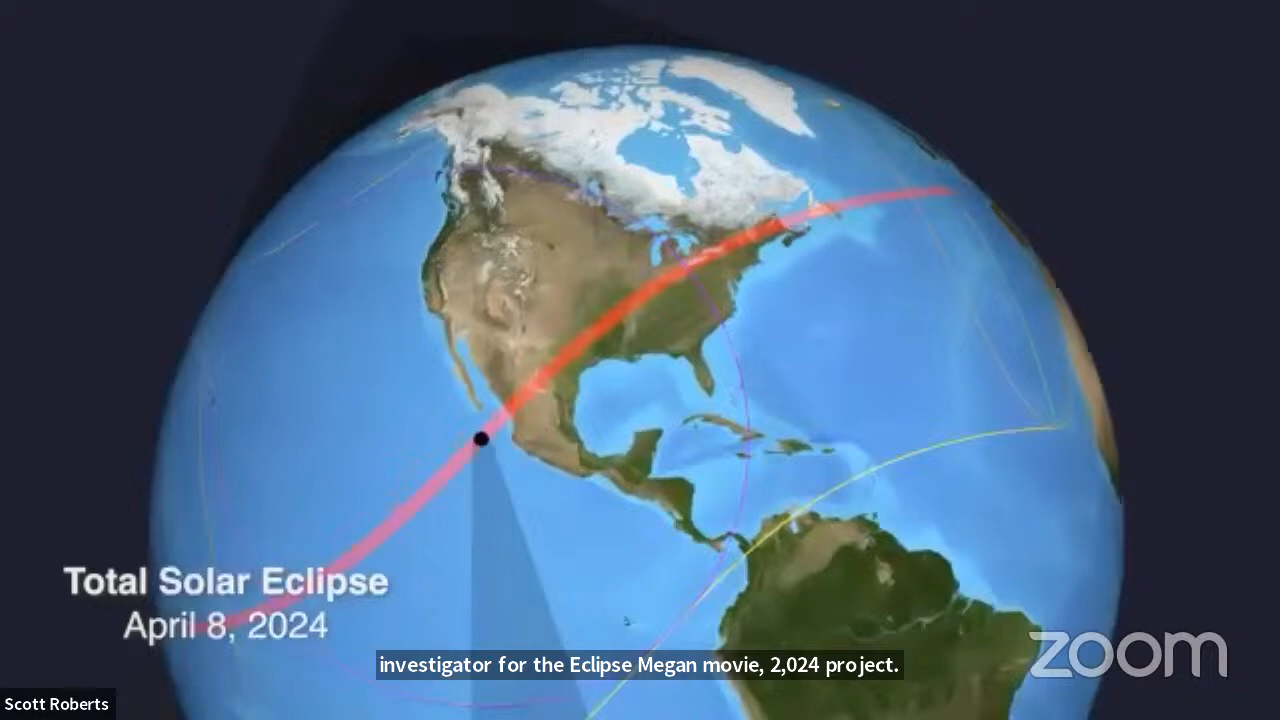 Total Solar Eclipse
April 8, 2024
zoom
investigator for the Eclipse Megan movie, 2,024 project.
Scott Roberts